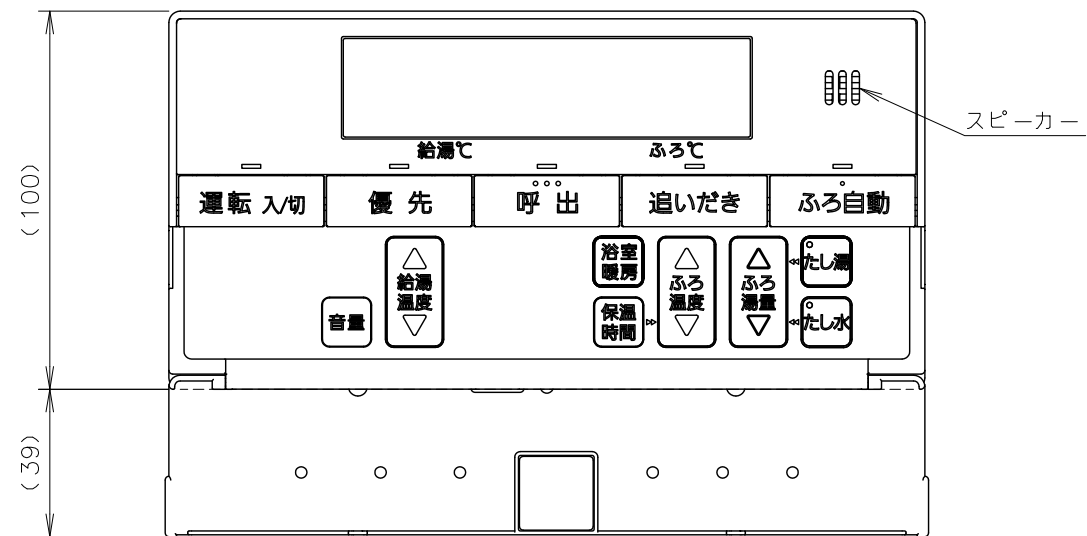 スピーカー
給湯℃
ふろ℃
(100)
運転 入/切
優先
呼出
追いだき
ふろ自動
給湯
温度
音量
浴室
暖房
保温
時間
ふろ
温度
ふろ
湯量
たし湯
たし水
(39)